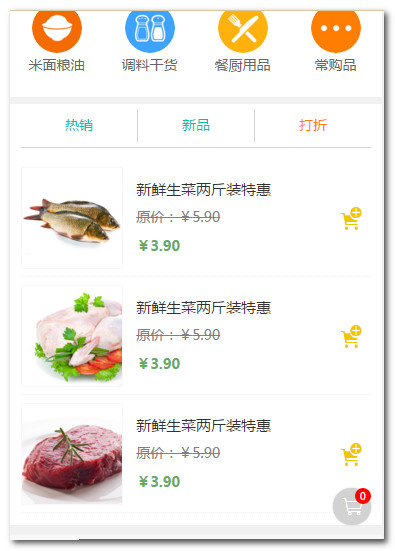 米面粮油 调料干货 餐厨用品 常购品
热销 新品 打折
新鲜生菜两斤装特惠
原价：￥5.90
￥3.90
新鲜生菜两斤装特惠
原价：￥5.90
￥3.90
新鲜生菜两斤装特惠
原价：￥5.90
￥3.90
0